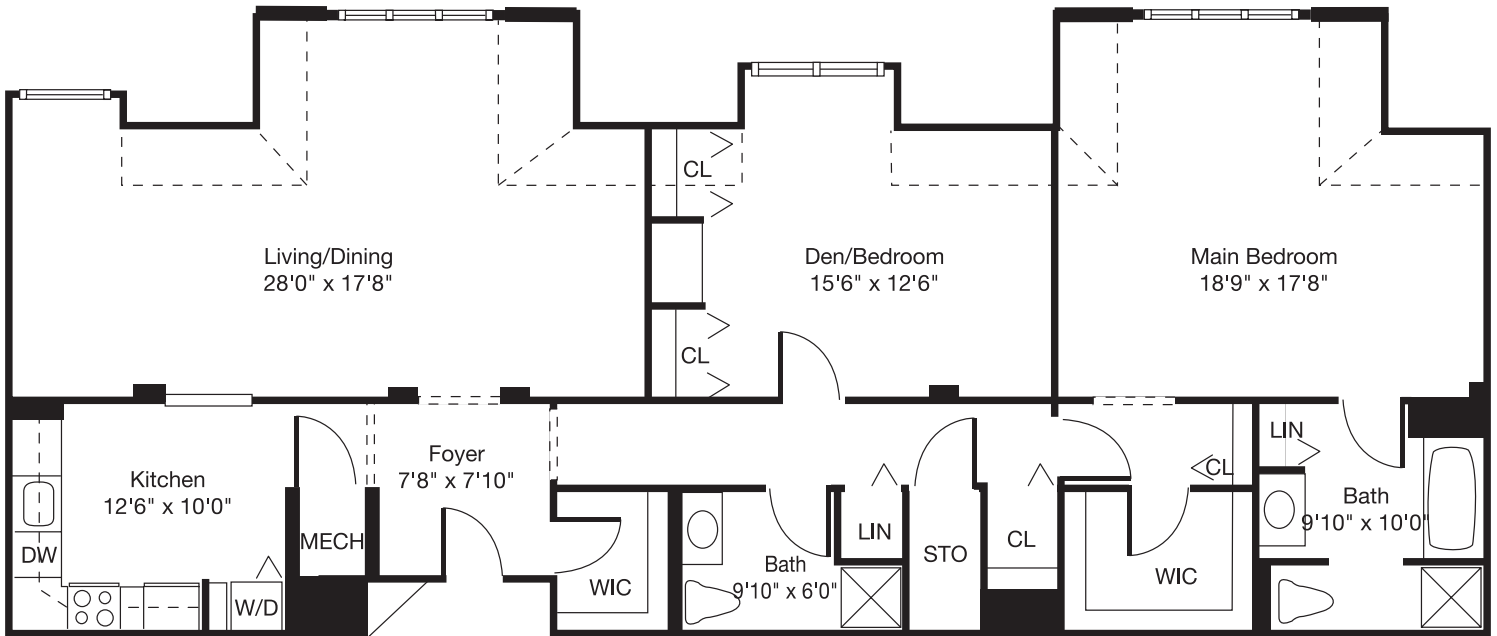 CL
Living/Dining
28'0" x 17'8"
Den/Bedroom
15'6" x 12'6"
Main Bedroom
18'9" x 17'8"
CL
LIN
Foyer
7'8" x 7'10"
CL
Kitchen
12'6" x 10'0"
Bath
9'10" x 10'0"
MECH
LIN
CL
STO
DW
Bath
9'10" x 6'0"
WIC
WIC
W/D